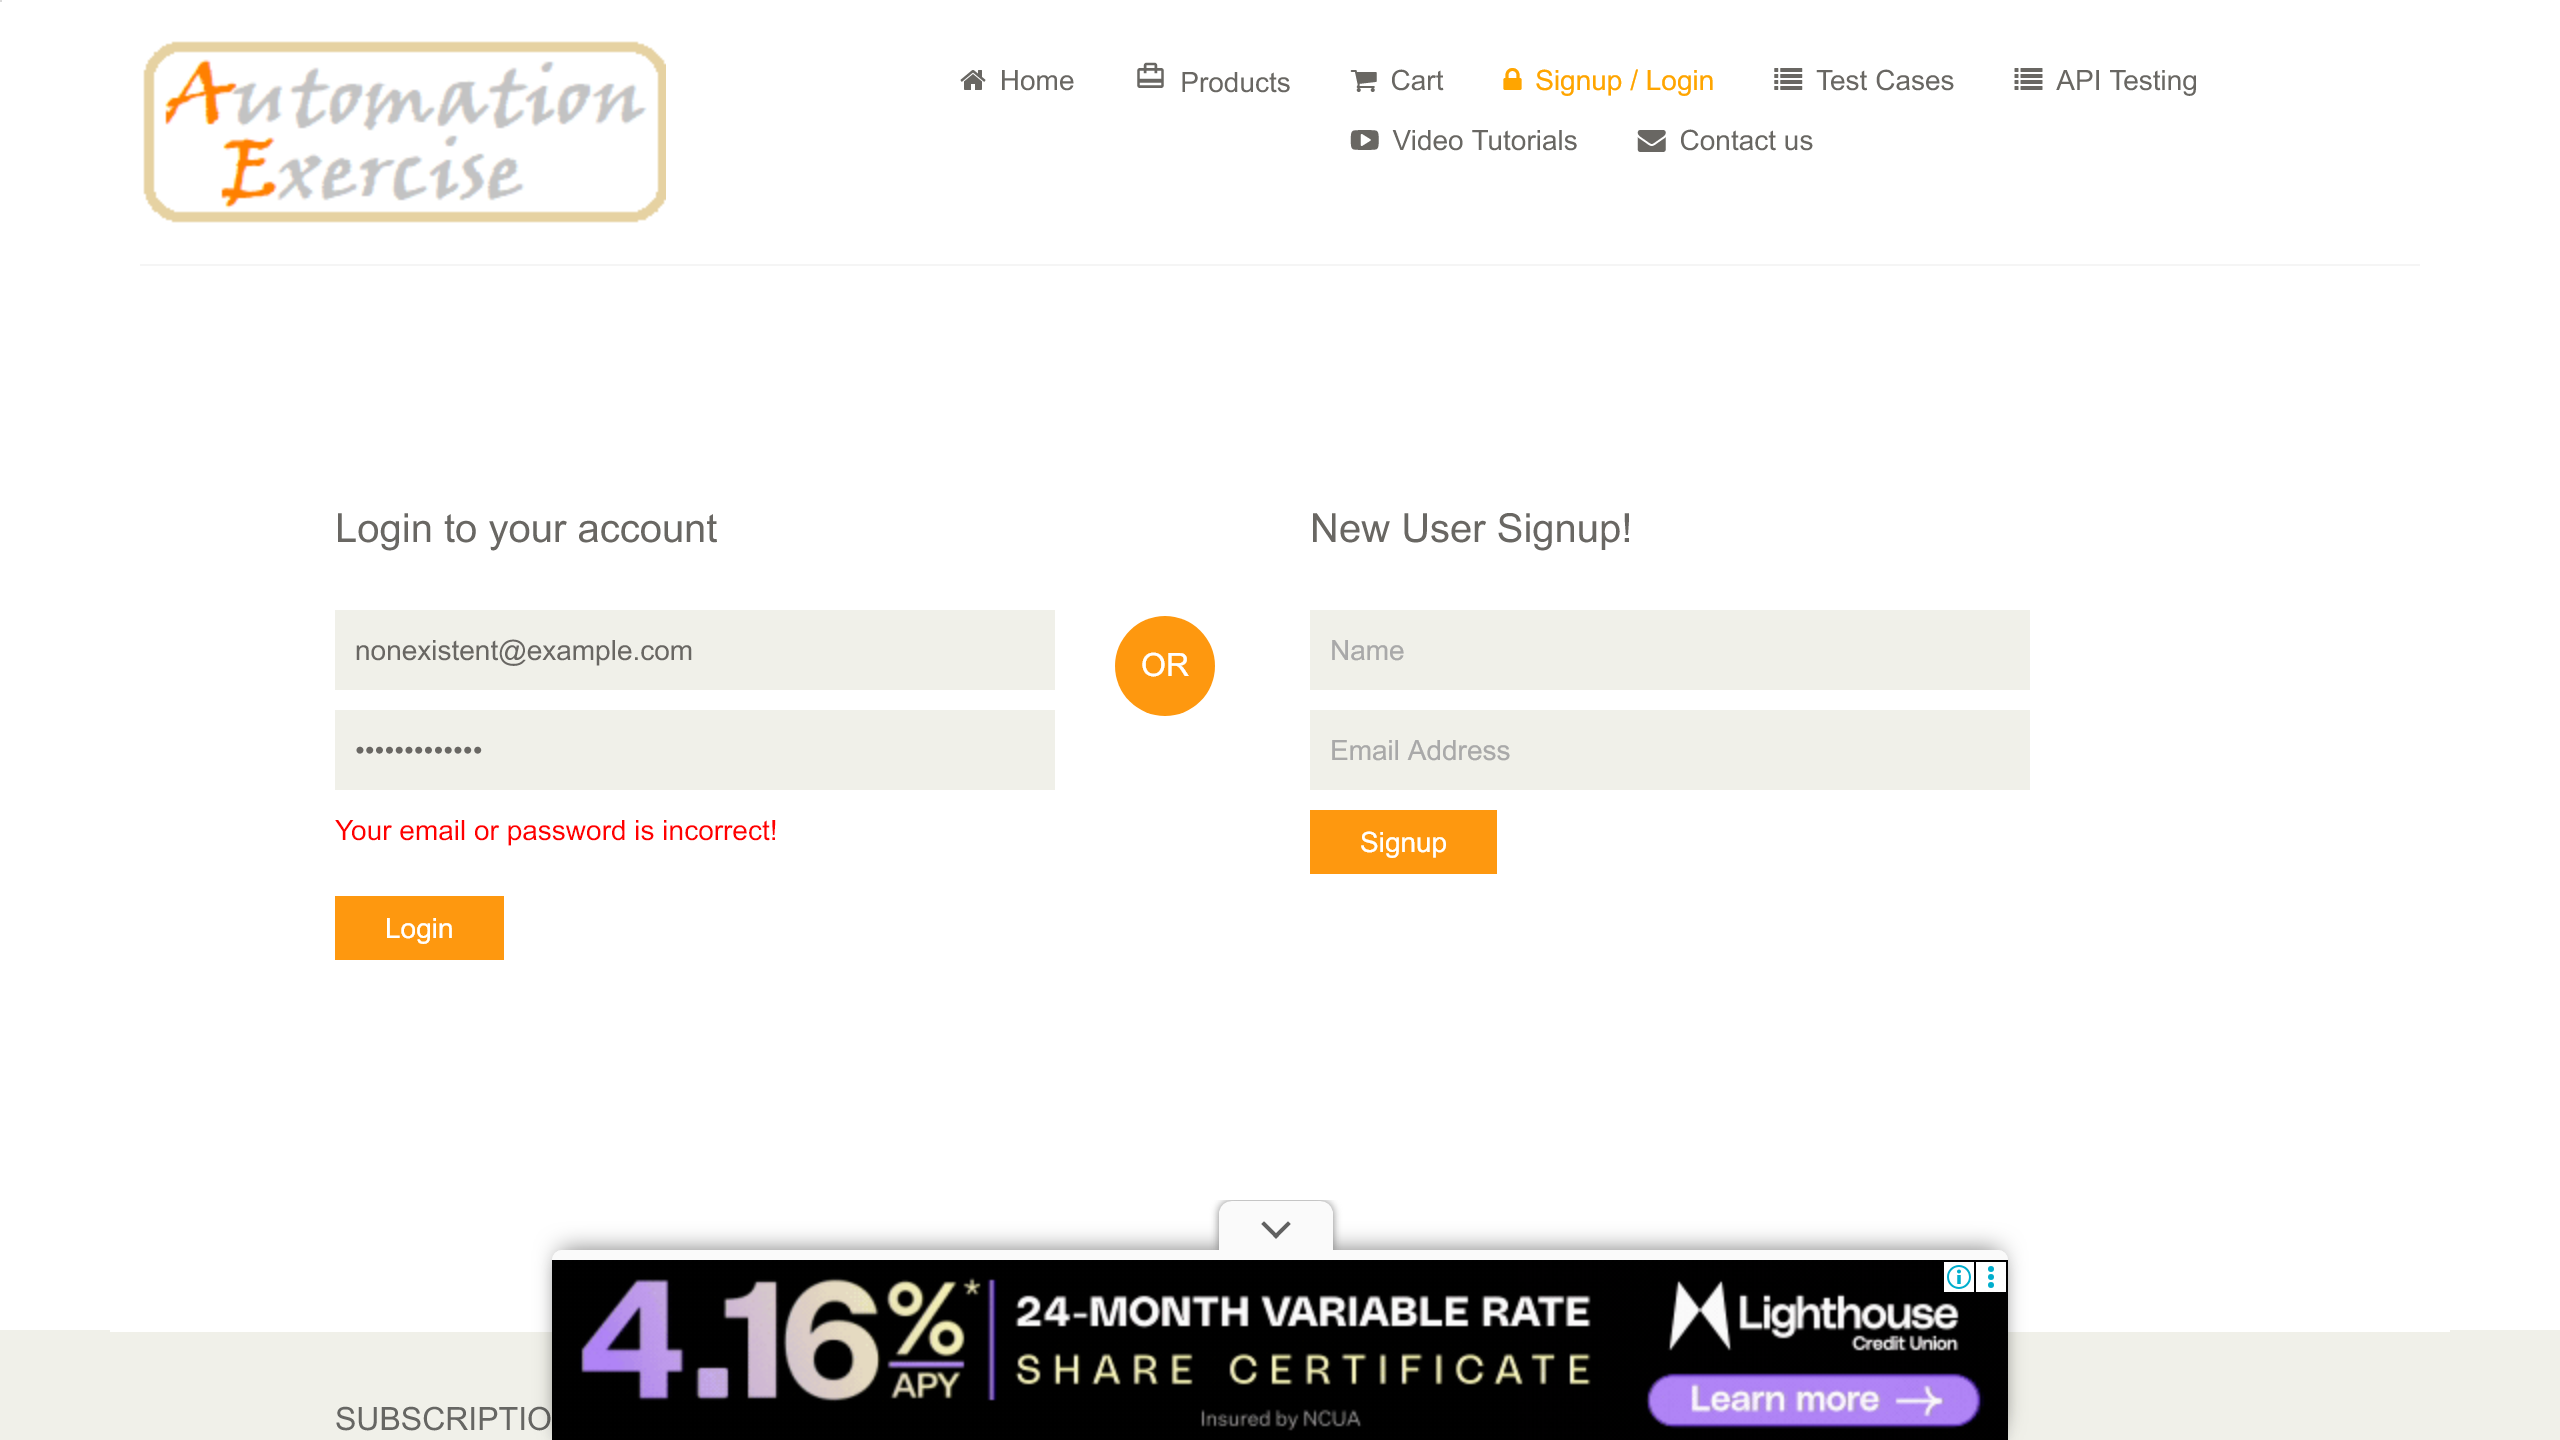 Automation
Exercise
Home
Products
Cart
Signup / Login
Test Cases
API Testing
Video Tutorials
Contact us
Login to your account
nonexistent@example.com
•••••••••••••
Your email or password is incorrect!
Login
OR
New User Signup!
Name
Email Address
Signup
SUBSCRIPTIO
4.16%*
APY
24-MONTH VARIABLE RATE
SHARE CERTIFICATE
Insured by NCUA
Lighthouse
Credit Union
Learn more →